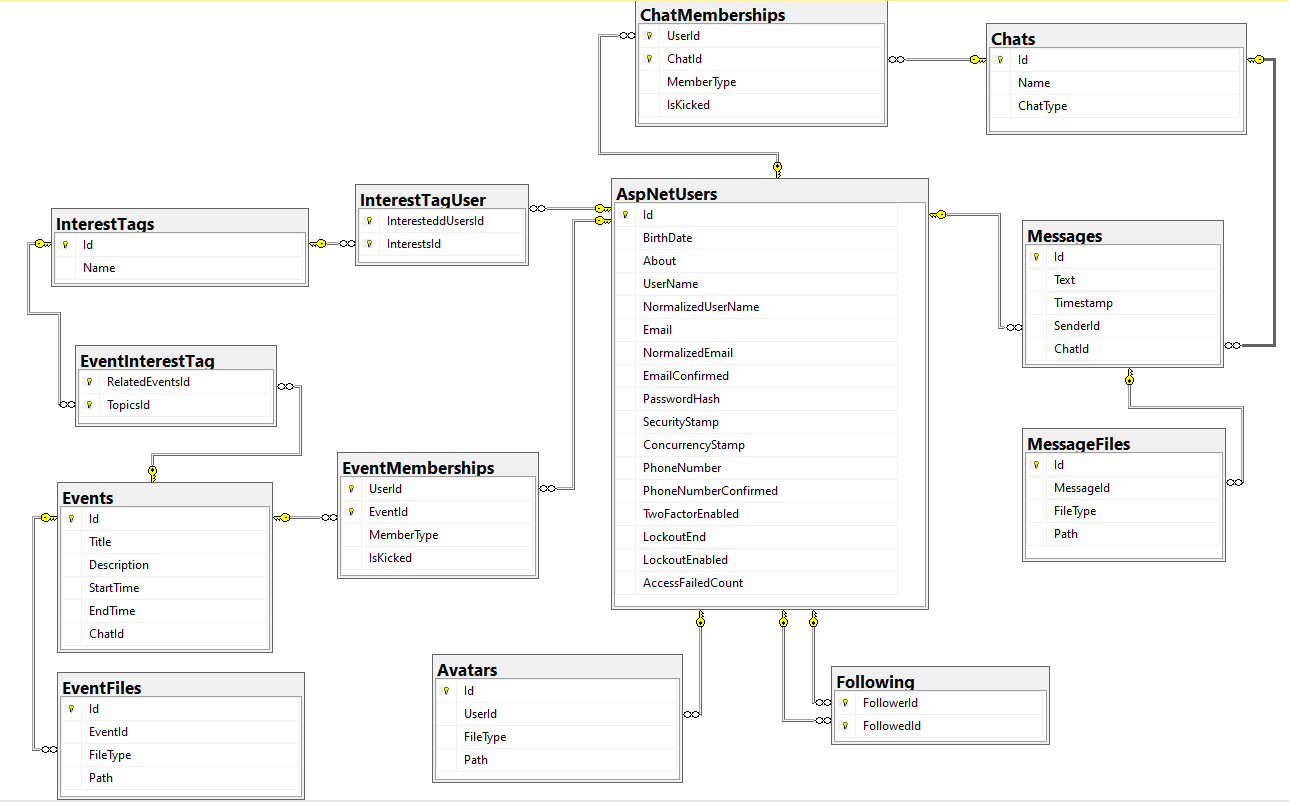 ChatMemberships
UserId
ChatId
MemberType
IsKicked
Chats
Id
Name
ChatType
InterestTags
Id
Name
InterestTagUser
InteresteddUsersId
InterestsId
AspNetUsers
Id
BirthDate
About
UserName
NormalizedUserName
Email
NormalizedEmail
EmailConfirmed
PasswordHash
SecurityStamp
ConcurrencyStamp
PhoneNumber
PhoneNumberConfirmed
TwoFactorEnabled
LockoutEnd
LockoutEnabled
AccessFailedCount
Messages
Id
Text
Timestamp
SenderId
ChatId
EventInterestTag
RelatedEventsId
TopicsId
MessageFiles
Id
MessageId
FileType
Path
EventMemberships
UserId
EventId
MemberType
IsKicked
Events
Id
Title
Description
StartTime
EndTime
ChatId
EventFiles
Id
EventId
FileType
Path
Avatars
Id
UserId
FileType
Path
Following
FollowerId
FollowedId